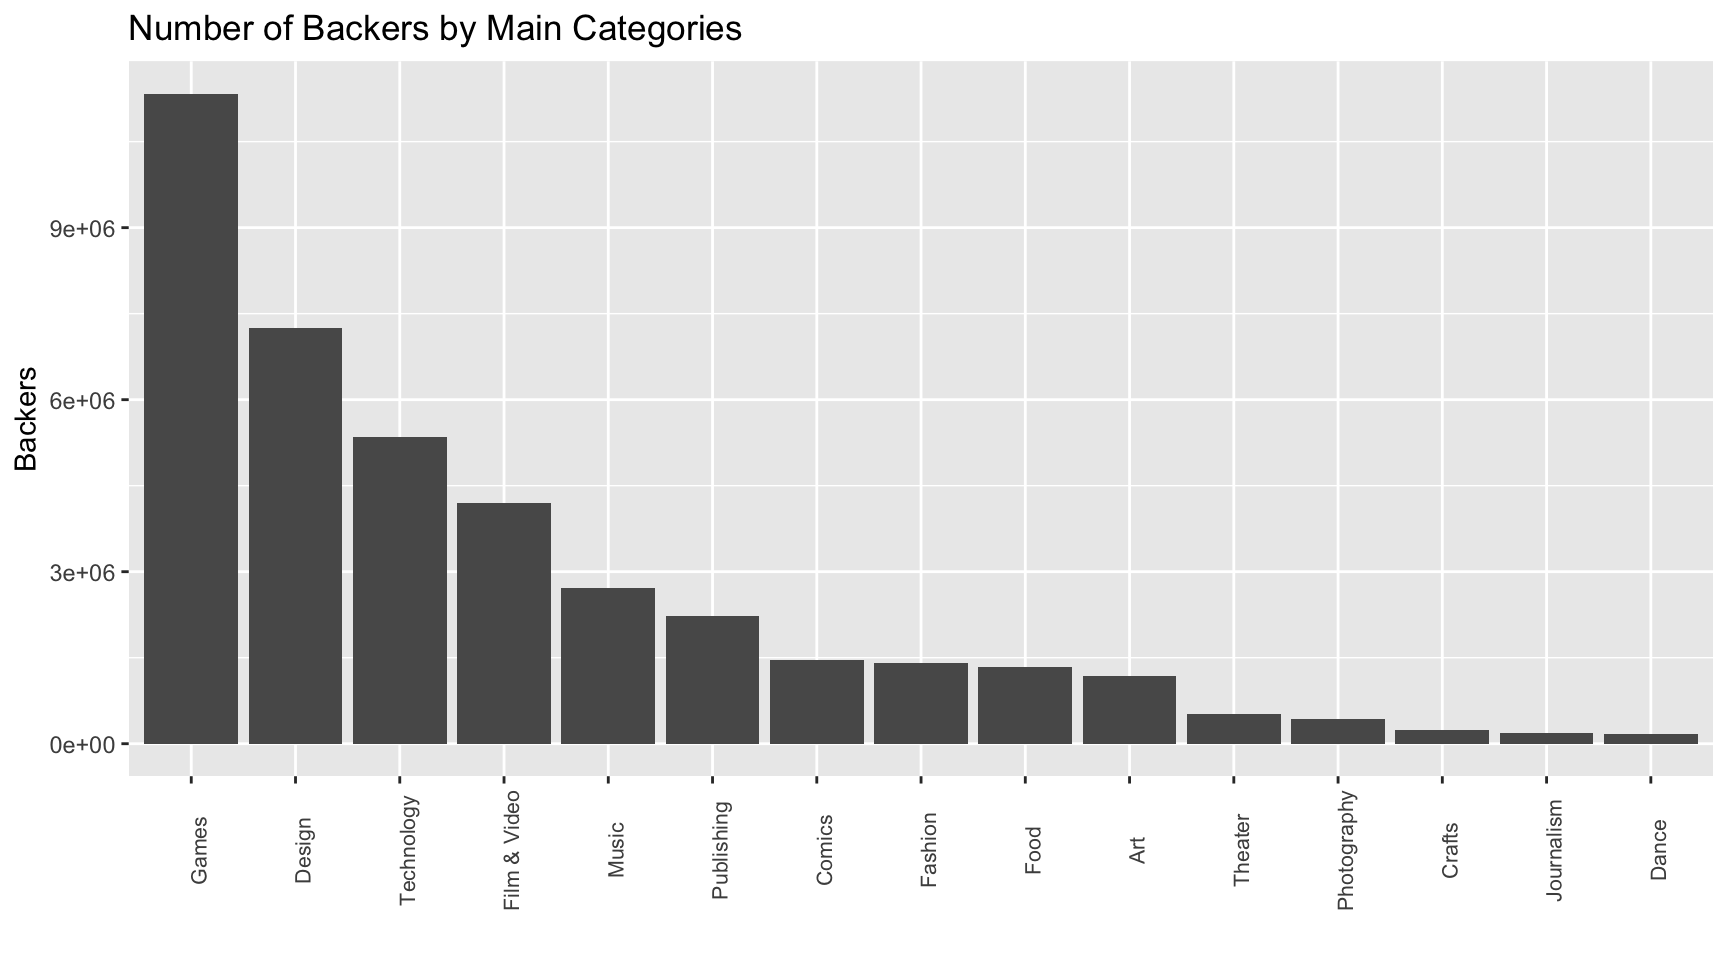 Number of Backers by Main Categories
Backers
9e+06
6e+06
3e+06
0e+00
Games
Design
Technology
Film & Video
Music
Publishing
Comics
Fashion
Food
Art
Theater
Photography
Crafts
Journalism
Dance